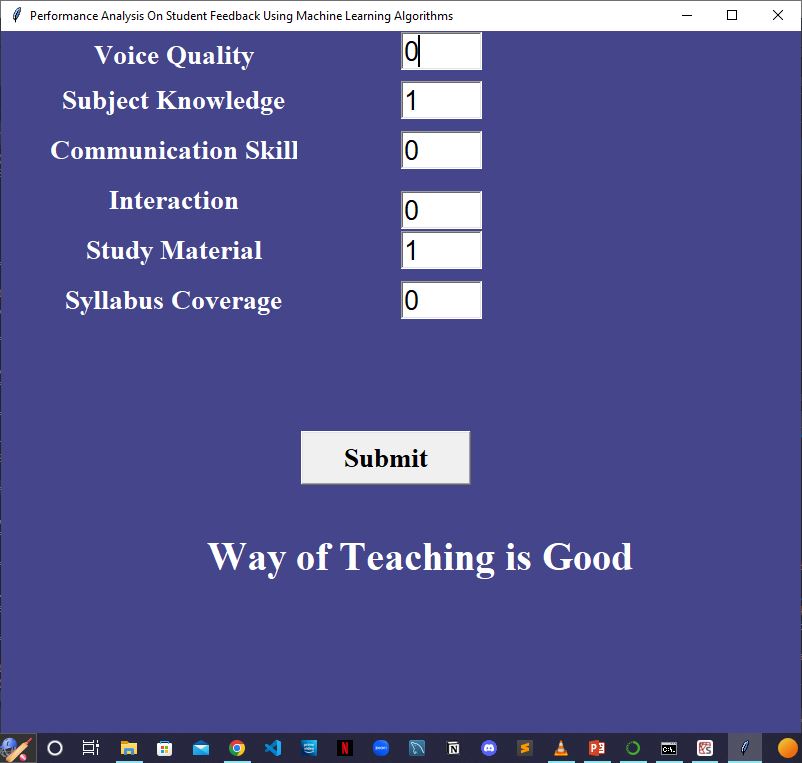 Performance Analysis On Student Feedback Using Machine Learning Algorithms
Voice Quality 0
Subject Knowledge 1
Communication Skill 0
Interaction 0
Study Material 1
Syllabus Coverage 0
Submit
Way of Teaching is Good